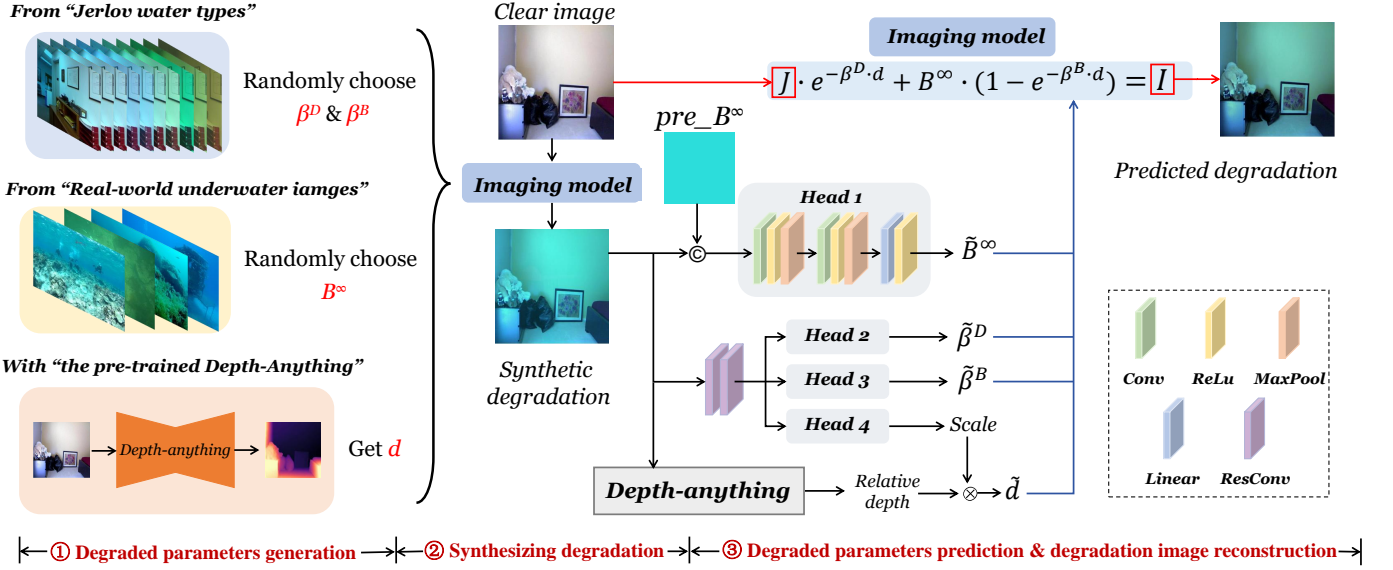 From “Jerlov water types”
Randomly choose
β^D & β^B
From “Real-world underwater iamges”
Randomly choose
B^∞
With “the pre-trained Depth-Anything”
Depth-anything
Get d
Clear image
Imaging model
Synthetic
degradation
pre_B^∞
©
Head 1
B̃^∞
Head 2
β̃^D
Head 3
β̃^B
Head 4
Scale
Depth-anything
Relative
depth
⊗
d̃
Imaging model
J · e^{−β^D·d} + B^∞ · (1 − e^{−β^B·d}) = I
Predicted degradation
Conv
ReLu
MaxPool
Linear
ResConv
① Degraded parameters generation
② Synthesizing degradation
③ Degraded parameters prediction & degradation image reconstruction